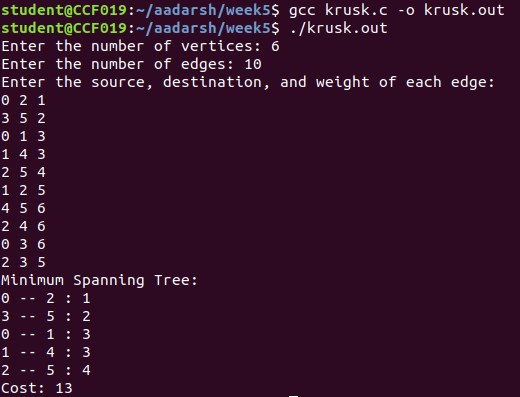 student@CCF019:~/aadarsh/week5$ gcc krusk.c -o krusk.out
student@CCF019:~/aadarsh/week5$ ./krusk.out
Enter the number of vertices: 6
Enter the number of edges: 10
Enter the source, destination, and weight of each edge:
0 2 1
3 5 2
0 1 3
1 4 3
2 5 4
1 2 5
4 5 6
2 4 6
0 3 6
2 3 5
Minimum Spanning Tree:
0 -- 2 : 1
3 -- 5 : 2
0 -- 1 : 3
1 -- 4 : 3
2 -- 5 : 4
Cost: 13